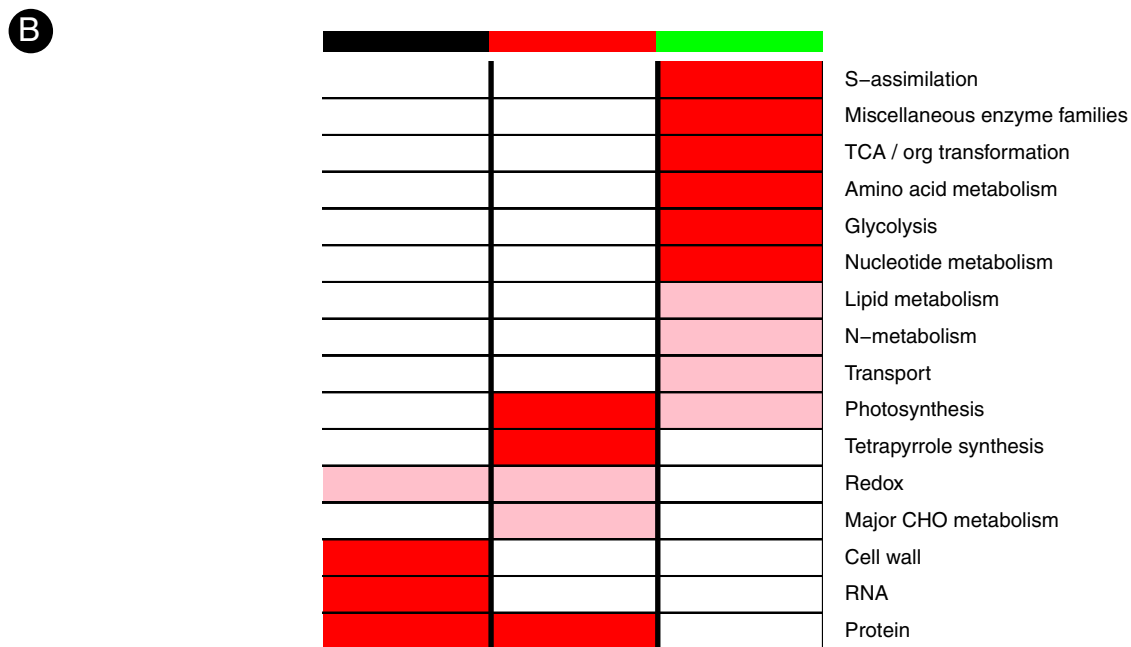 B
S−assimilation
Miscellaneous enzyme families
TCA / org transformation
Amino acid metabolism
Glycolysis
Nucleotide metabolism
Lipid metabolism
N−metabolism
Transport
Photosynthesis
Tetrapyrrole synthesis
Redox
Major CHO metabolism
Cell wall
RNA
Protein